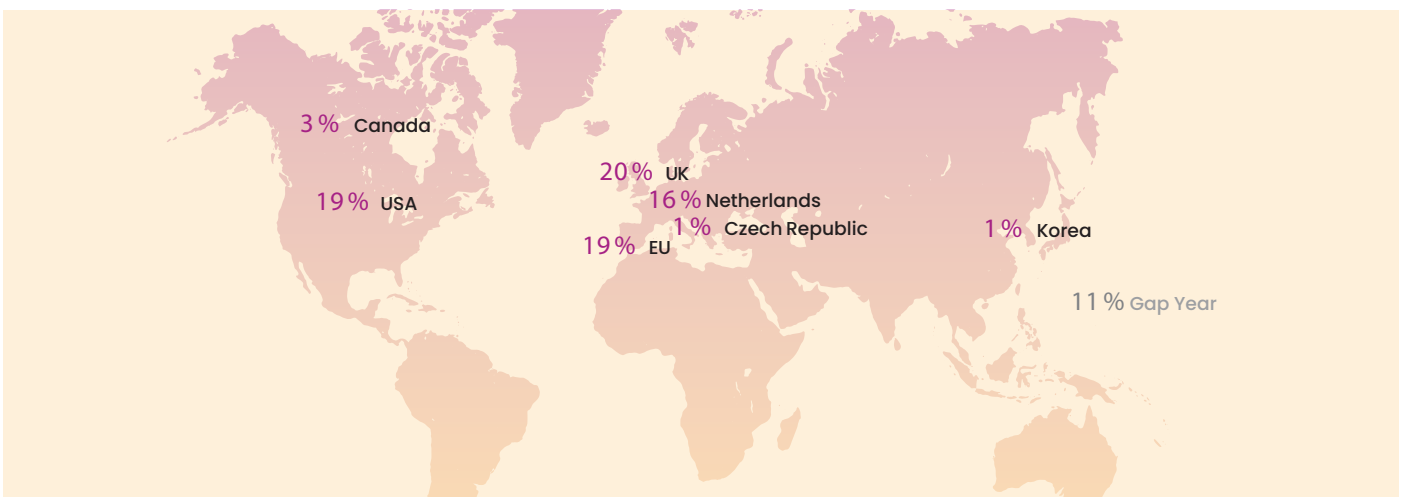 3 % Canada
20 % UK
19 % USA
16 % Netherlands
1 % Czech Republic
1 % Korea
19 % EU
11 % Gap Year